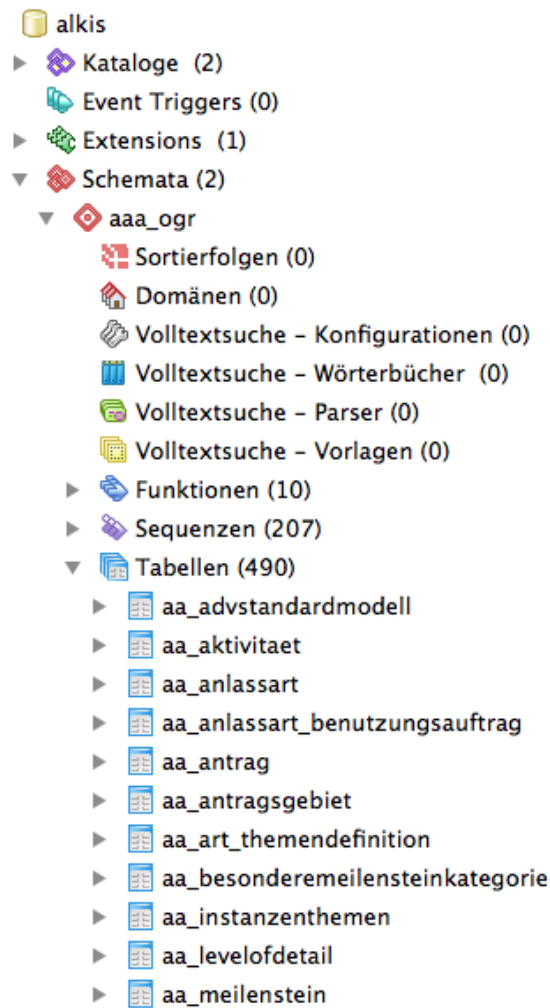 alkis
Kataloge (2)
Event Triggers (0)
Extensions (1)
Schemata (2)
aaa_ogr
Sortierfolgen (0)
Domänen (0)
Volltextsuche – Konfigurationen (0)
Volltextsuche – Wörterbücher (0)
Volltextsuche – Parser (0)
Volltextsuche – Vorlagen (0)
Funktionen (10)
Sequenzen (207)
Tabellen (490)
aa_advstandardmodell
aa_aktivitaet
aa_anlassart
aa_anlassart_benutzungsauftrag
aa_antrag
aa_antragsgebiet
aa_art_themendefinition
aa_besonderemeilensteinkategorie
aa_instanzenthemen
aa_levelofdetail
aa_meilenstein